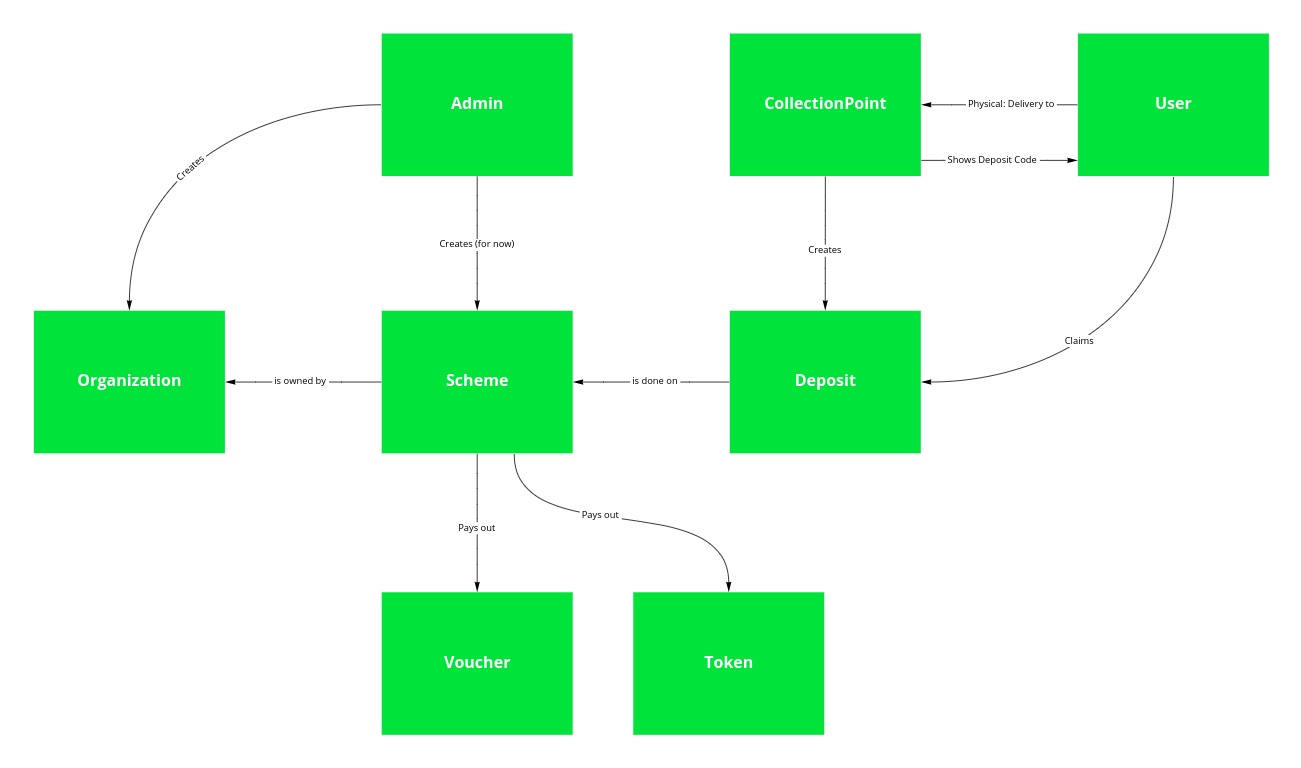 Admin
CollectionPoint
User
Physical: Delivery to
Shows Deposit Code
Creates
Creates (for now)
Creates
Claims
Organization
is owned by
Scheme
is done on
Deposit
Pays out
Pays out
Voucher
Token